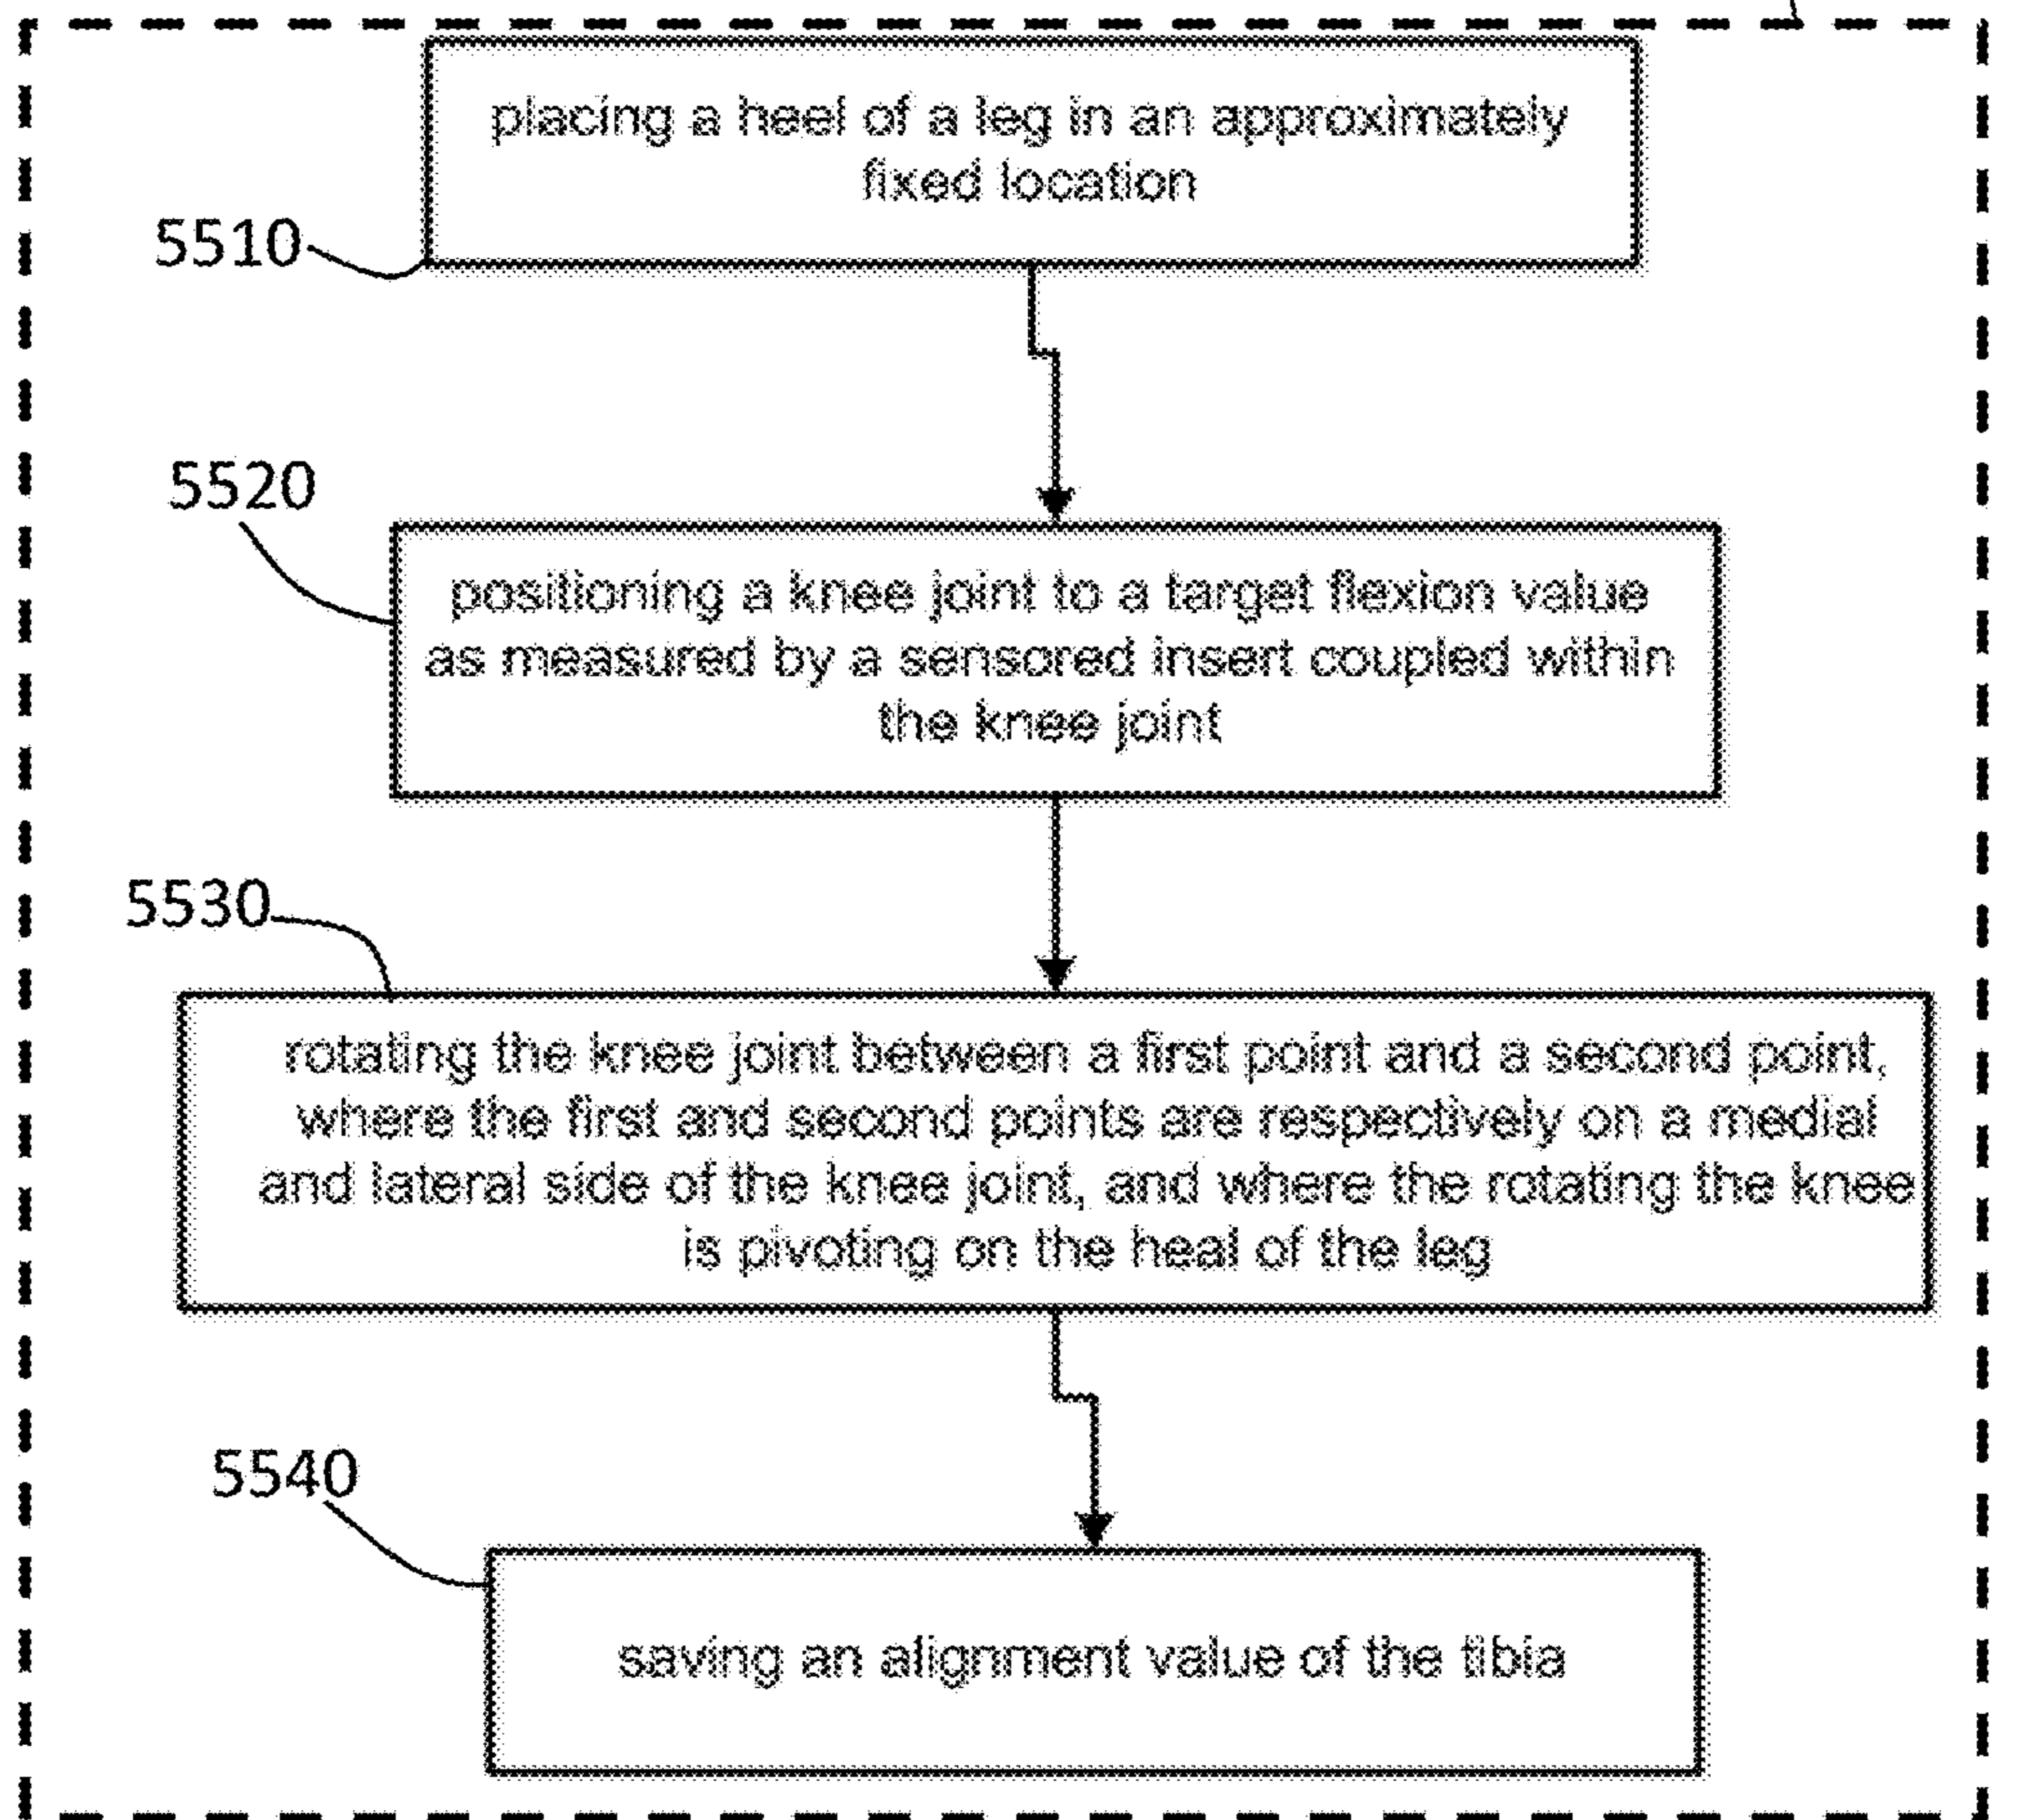 placing a heel of a leg in an approximately
fixed location
5510
5520
positioning a knee joint to a target flexion value
as measured by a sensored insert coupled within
the knee joint
5530
rotating the knee joint between a first point and a second point,
where the first and second points are respectively on a medial
and lateral side of the knee joint, and where the rotating the knee
is pivoting on the heal of the leg
5540
saving an alignment value of the tibia